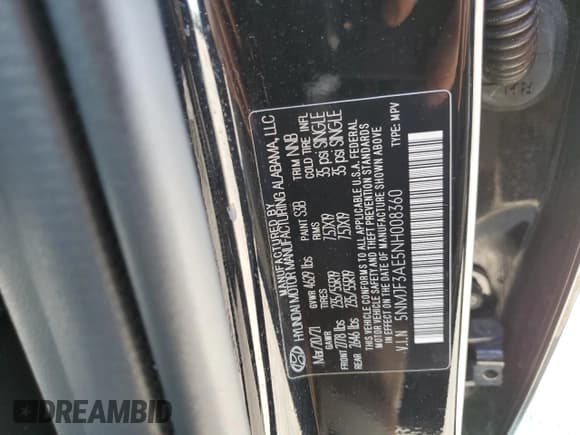 MANUFACTURED BY
HYUNDAI MOTOR MANUFACTURING ALABAMA, LLC
Mar/20/21 GVWR 4629 lbs PAINT S3B TRIM NNB
GAWR TIRES RIMS COLD TIRE INFL
FRONT 2778 lbs 235/55R19 7.5JX19 35 psi SINGLE
REAR 2646 lbs 235/55R19 7.5JX19 35 psi SINGLE
THIS VEHICLE CONFORMS TO ALL APPLICABLE U.S.A. FEDERAL
MOTOR VEHICLE SAFETY AND THEFT PREVENTION STANDARDS
IN EFFECT ON THE DATE OF MANUFACTURE SHOWN ABOVE
V.I.N 5NMJF3AE5NH008360 TYPE: MPV
DREAMBID